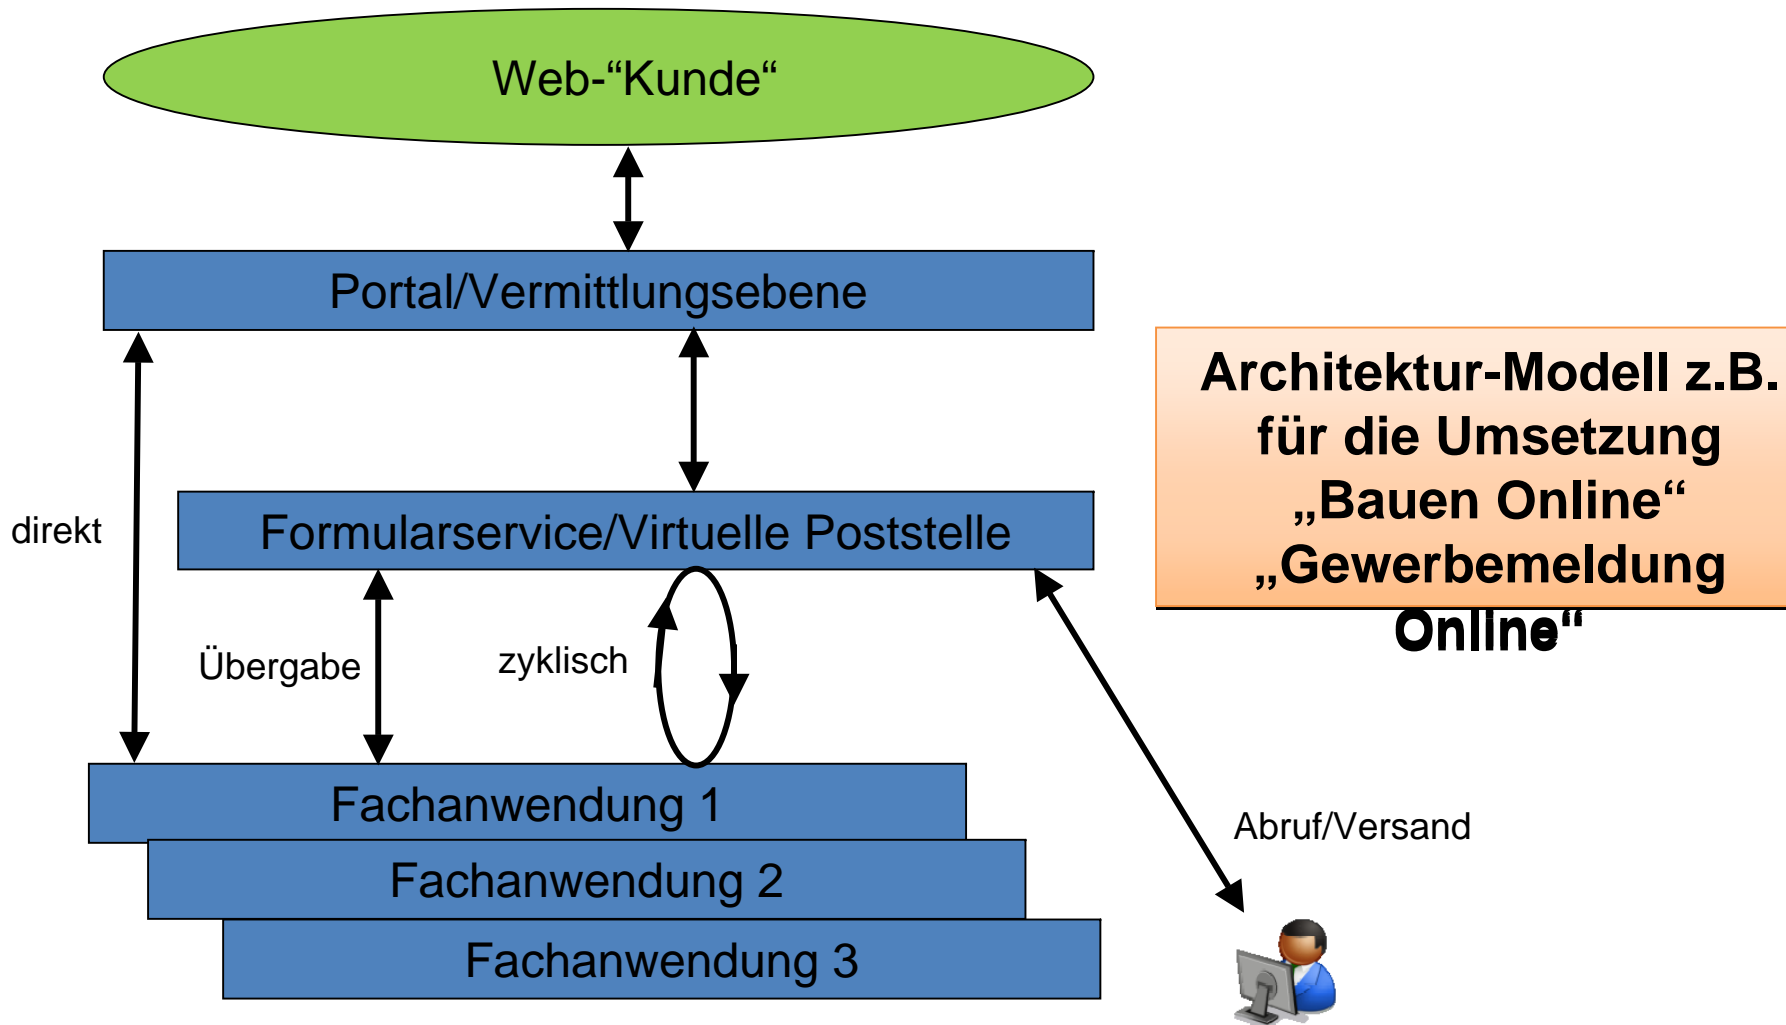 Web-“Kunde“
Portal/Vermittlungsebene
Architektur-Modell z.B.
für die Umsetzung
„Bauen Online“
„Gewerbemeldung
Online“
direkt
Formularservice/Virtuelle Poststelle
Übergabe
zyklisch
Fachanwendung 1
Abruf/Versand
Fachanwendung 2
Fachanwendung 3